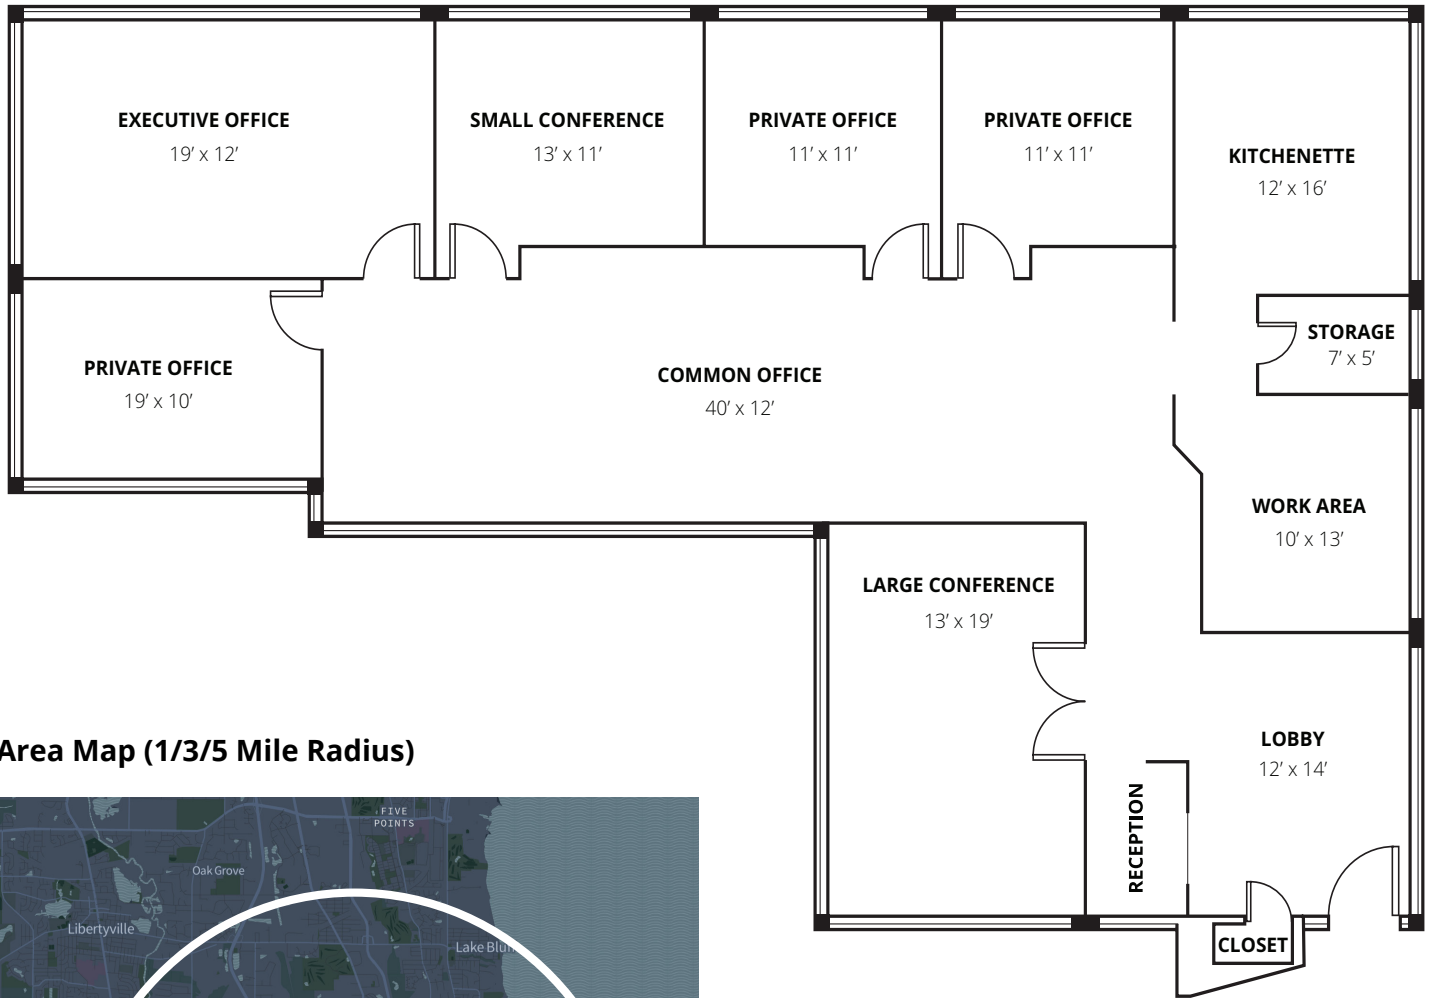 EXECUTIVE OFFICE
19’ x 12’
SMALL CONFERENCE
13’ x 11’
PRIVATE OFFICE
11’ x 11’
PRIVATE OFFICE
11’ x 11’
KITCHENETTE
12’ x 16’
STORAGE
7’ x 5’
PRIVATE OFFICE
19’ x 10’
COMMON OFFICE
40’ x 12’
WORK AREA
10’ x 13’
LARGE CONFERENCE
13’ x 19’
LOBBY
12’ x 14’
RECEPTION
CLOSET
Area Map (1/3/5 Mile Radius)
FIVE
POINTS
Oak Grove
Libertyville
Lake Bluff